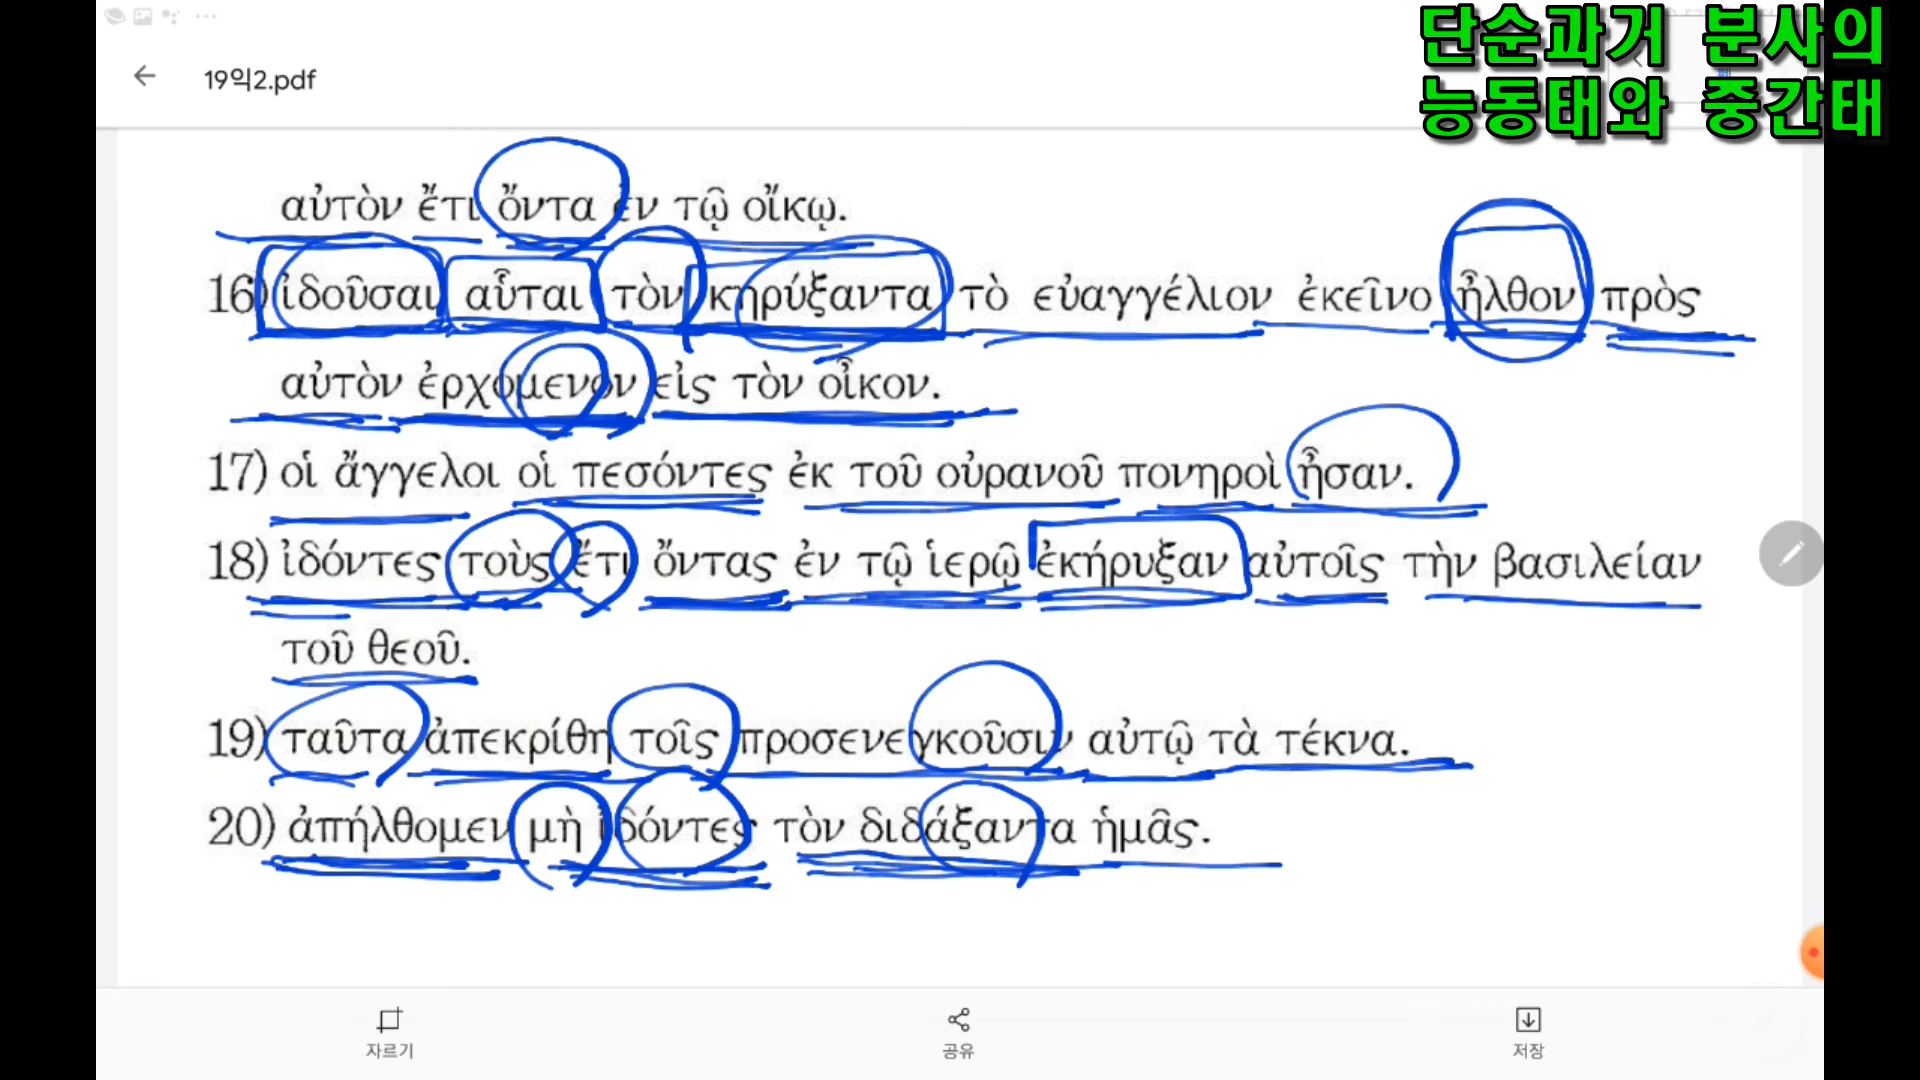 단순과거 분사의
능동태와 중간태
19익2.pdf
αὐτὸν ἔτι ὄντα ἐν τῷ οἴκῳ.
16) ἰδοῦσαι αὗται τὸν κηρύξαντα τὸ εὐαγγέλιον ἐκεῖνο ἦλθον πρὸς
αὐτὸν ἐρχομενον εἰς τὸν οἶκον.
17) οἱ ἄγγελοι οἱ πεσόντες ἐκ τοῦ οὐρανοῦ πονηροὶ ἦσαν.
18) ἰδόντες τοὺς ἔτι ὄντας ἐν τῷ ἱερῷ ἐκήρυξαν αὐτοῖς τὴν βασιλείαν
τοῦ θεοῦ.
19) ταῦτα ἀπεκρίθη τοῖς προσενεγκοῦσιν αὐτῷ τὰ τέκνα.
20) ἀπήλθομεν μὴ ἰδόντες τὸν διδάξαντα ἡμᾶς.
자르기
공유
저장